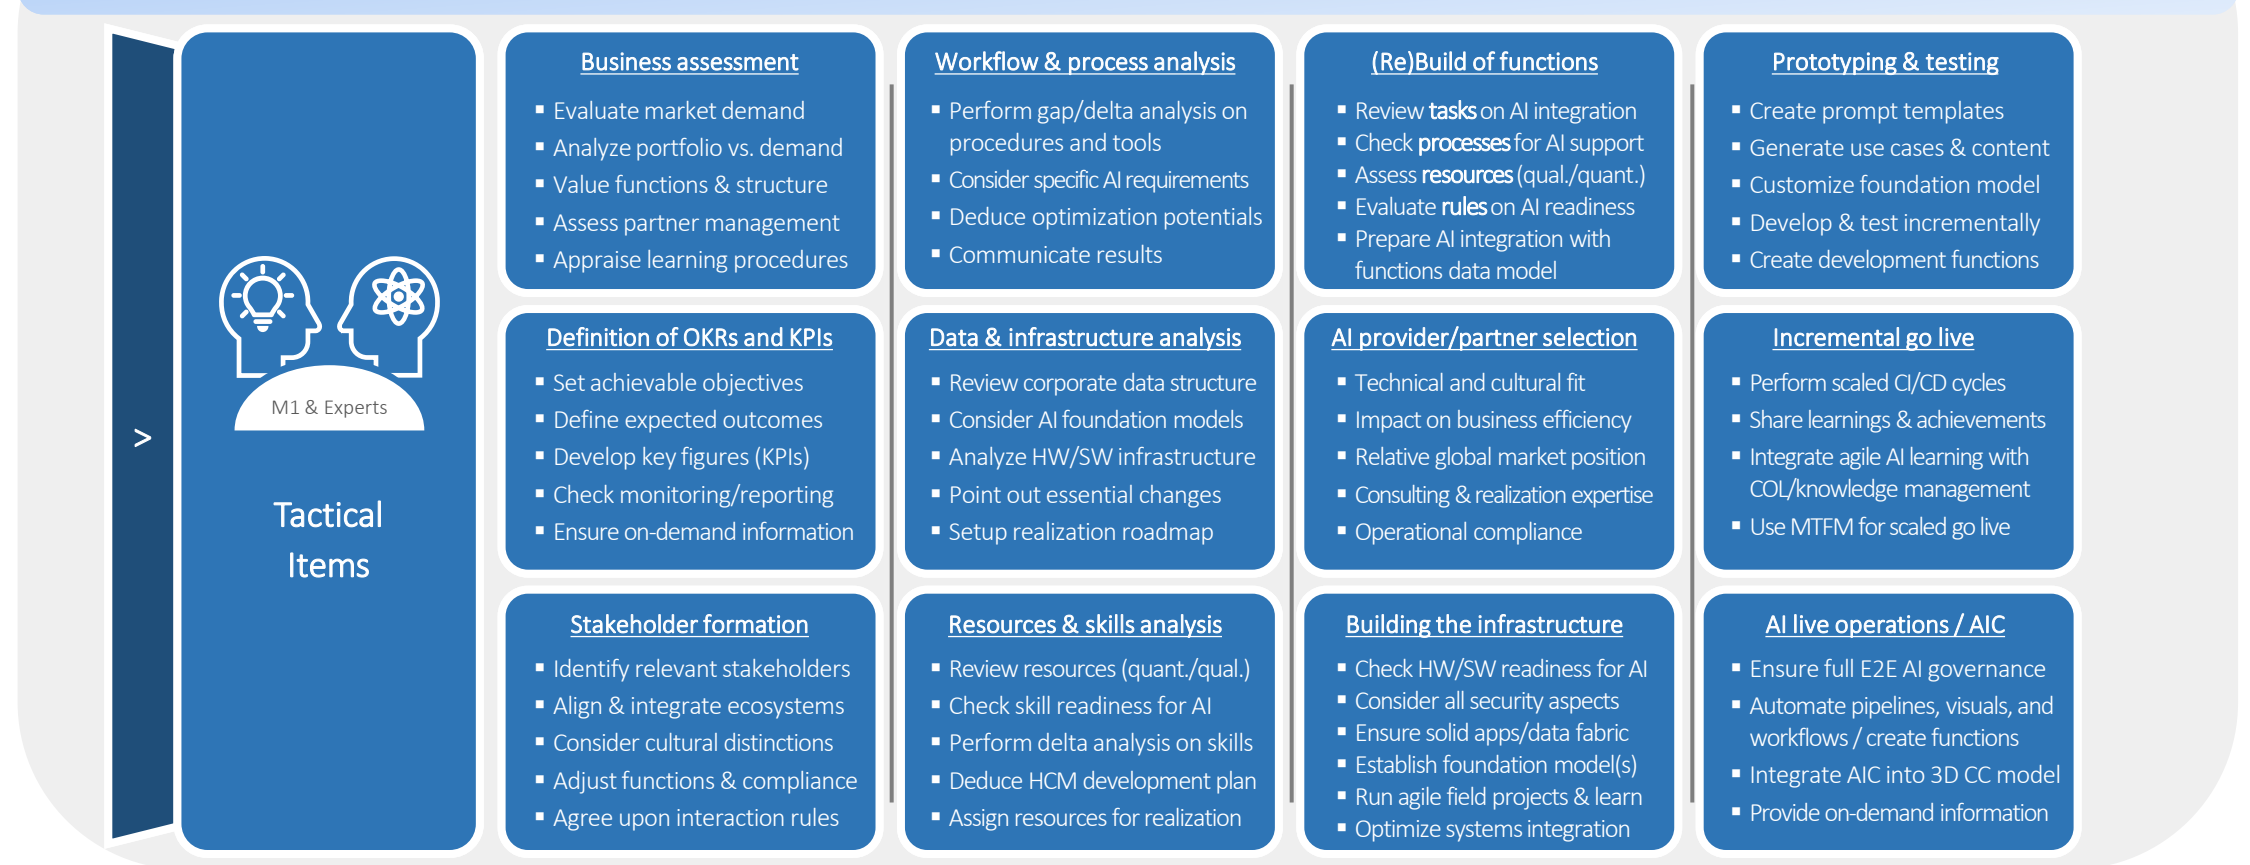 >
M1 & Experts
Tactical
Items
Business assessment
▪ Evaluate market demand
▪ Analyze portfolio vs. demand
▪ Value functions & structure
▪ Assess partner management
▪ Appraise learning procedures
Workflow & process analysis
▪ Perform gap/delta analysis on
procedures and tools
▪ Consider specific AI requirements
▪ Deduce optimization potentials
▪ Communicate results
(Re)Build of functions
▪ Review tasks on AI integration
▪ Check processes for AI support
▪ Assess resources (qual./quant.)
▪ Evaluate rules on AI readiness
▪ Prepare AI integration with
functions data model
Prototyping & testing
▪ Create prompt templates
▪ Generate use cases & content
▪ Customize foundation model
▪ Develop & test incrementally
▪ Create development functions
Definition of OKRs and KPIs
▪ Set achievable objectives
▪ Define expected outcomes
▪ Develop key figures (KPIs)
▪ Check monitoring/reporting
▪ Ensure on-demand information
Data & infrastructure analysis
▪ Review corporate data structure
▪ Consider AI foundation models
▪ Analyze HW/SW infrastructure
▪ Point out essential changes
▪ Setup realization roadmap
AI provider/partner selection
▪ Technical and cultural fit
▪ Impact on business efficiency
▪ Relative global market position
▪ Consulting & realization expertise
▪ Operational compliance
Incremental go live
▪ Perform scaled CI/CD cycles
▪ Share learnings & achievements
▪ Integrate agile AI learning with
COL/knowledge management
▪ Use MTFM for scaled go live
Stakeholder formation
▪ Identify relevant stakeholders
▪ Align & integrate ecosystems
▪ Consider cultural distinctions
▪ Adjust functions & compliance
▪ Agree upon interaction rules
Resources & skills analysis
▪ Review resources (quant./qual.)
▪ Check skill readiness for AI
▪ Perform delta analysis on skills
▪ Deduce HCM development plan
▪ Assign resources for realization
Building the infrastructure
▪ Check HW/SW readiness for AI
▪ Consider all security aspects
▪ Ensure solid apps/data fabric
▪ Establish foundation model(s)
▪ Run agile field projects & learn
▪ Optimize systems integration
AI live operations / AIC
▪ Ensure full E2E AI governance
▪ Automate pipelines, visuals, and
workflows / create functions
▪ Integrate AIC into 3D CC model
▪ Provide on-demand information